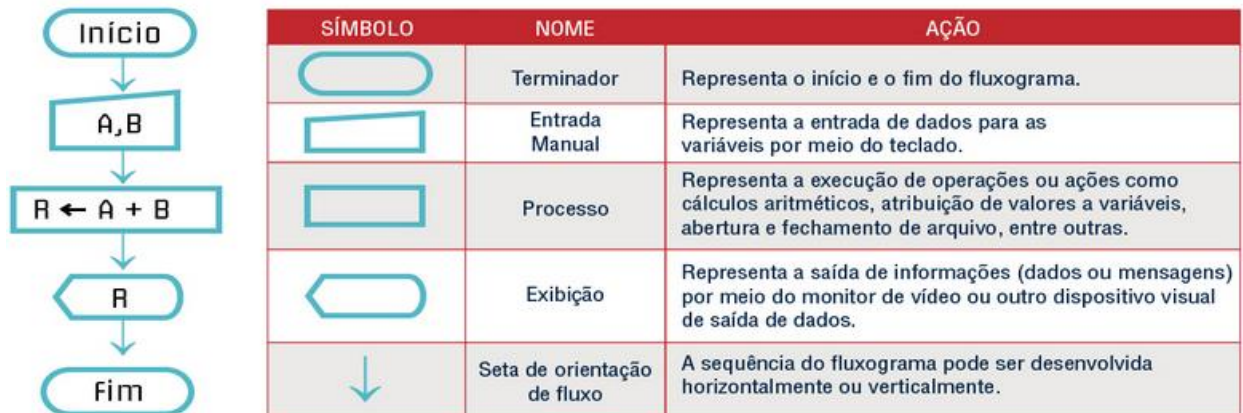 Início
A,B
R ← A + B
R
Fim
SÍMBOLO NOME AÇÃO
Terminador Representa o início e o fim do fluxograma.
Entrada
Manual
Representa a entrada de dados para as
variáveis por meio do teclado.
Processo
Representa a execução de operações ou ações como
cálculos aritméticos, atribuição de valores a variáveis,
abertura e fechamento de arquivo, entre outras.
Exibição
Representa a saída de informações (dados ou mensagens)
por meio do monitor de vídeo ou outro dispositivo visual
de saída de dados.
Seta de orientação
de fluxo
A sequência do fluxograma pode ser desenvolvida
horizontalmente ou verticalmente.